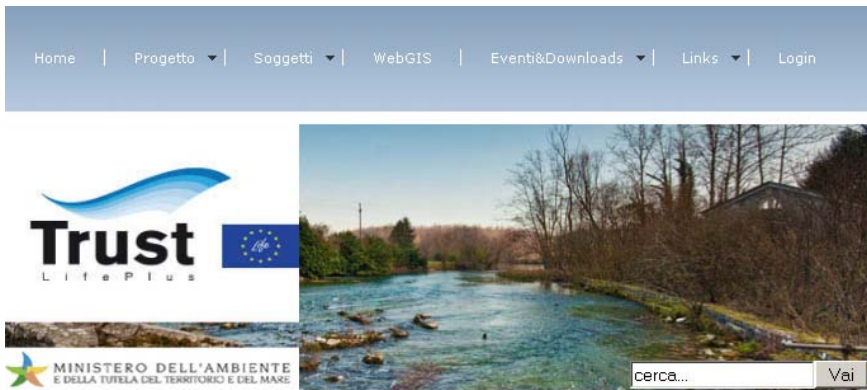 Home | Progetto | Soggetti | WebGIS | Eventi&Downloads | Links | Login
Trust
LifePlus
Life
MINISTERO DELL'AMBIENTE
E DELLA TUTELA DEL TERRITORIO E DEL MARE
cerca... Vai